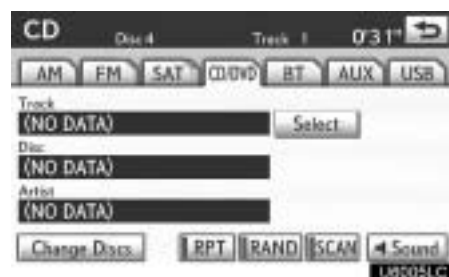 CD Disc 4 Track 1 0'31"
AM FM SAT CD/DVD BT AUX USB
Track
(NO DATA) Select
Disc
(NO DATA)
Artist
(NO DATA)
Change Discs RPT RAND SCAN Sound
U8005LC